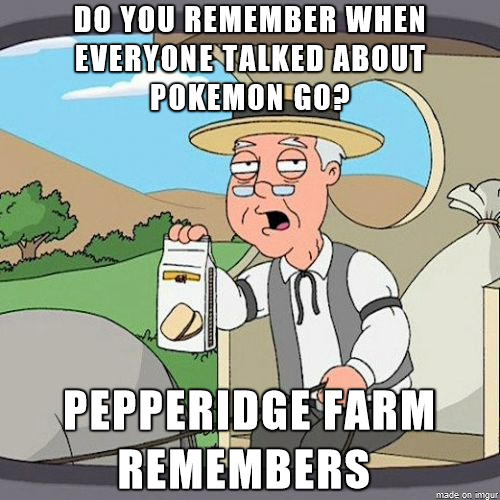 DO YOU REMEMBER WHEN
EVERYONE TALKED ABOUT
POKEMON GO?
PEPPERIDGE FARM
REMEMBERS
made on imgur